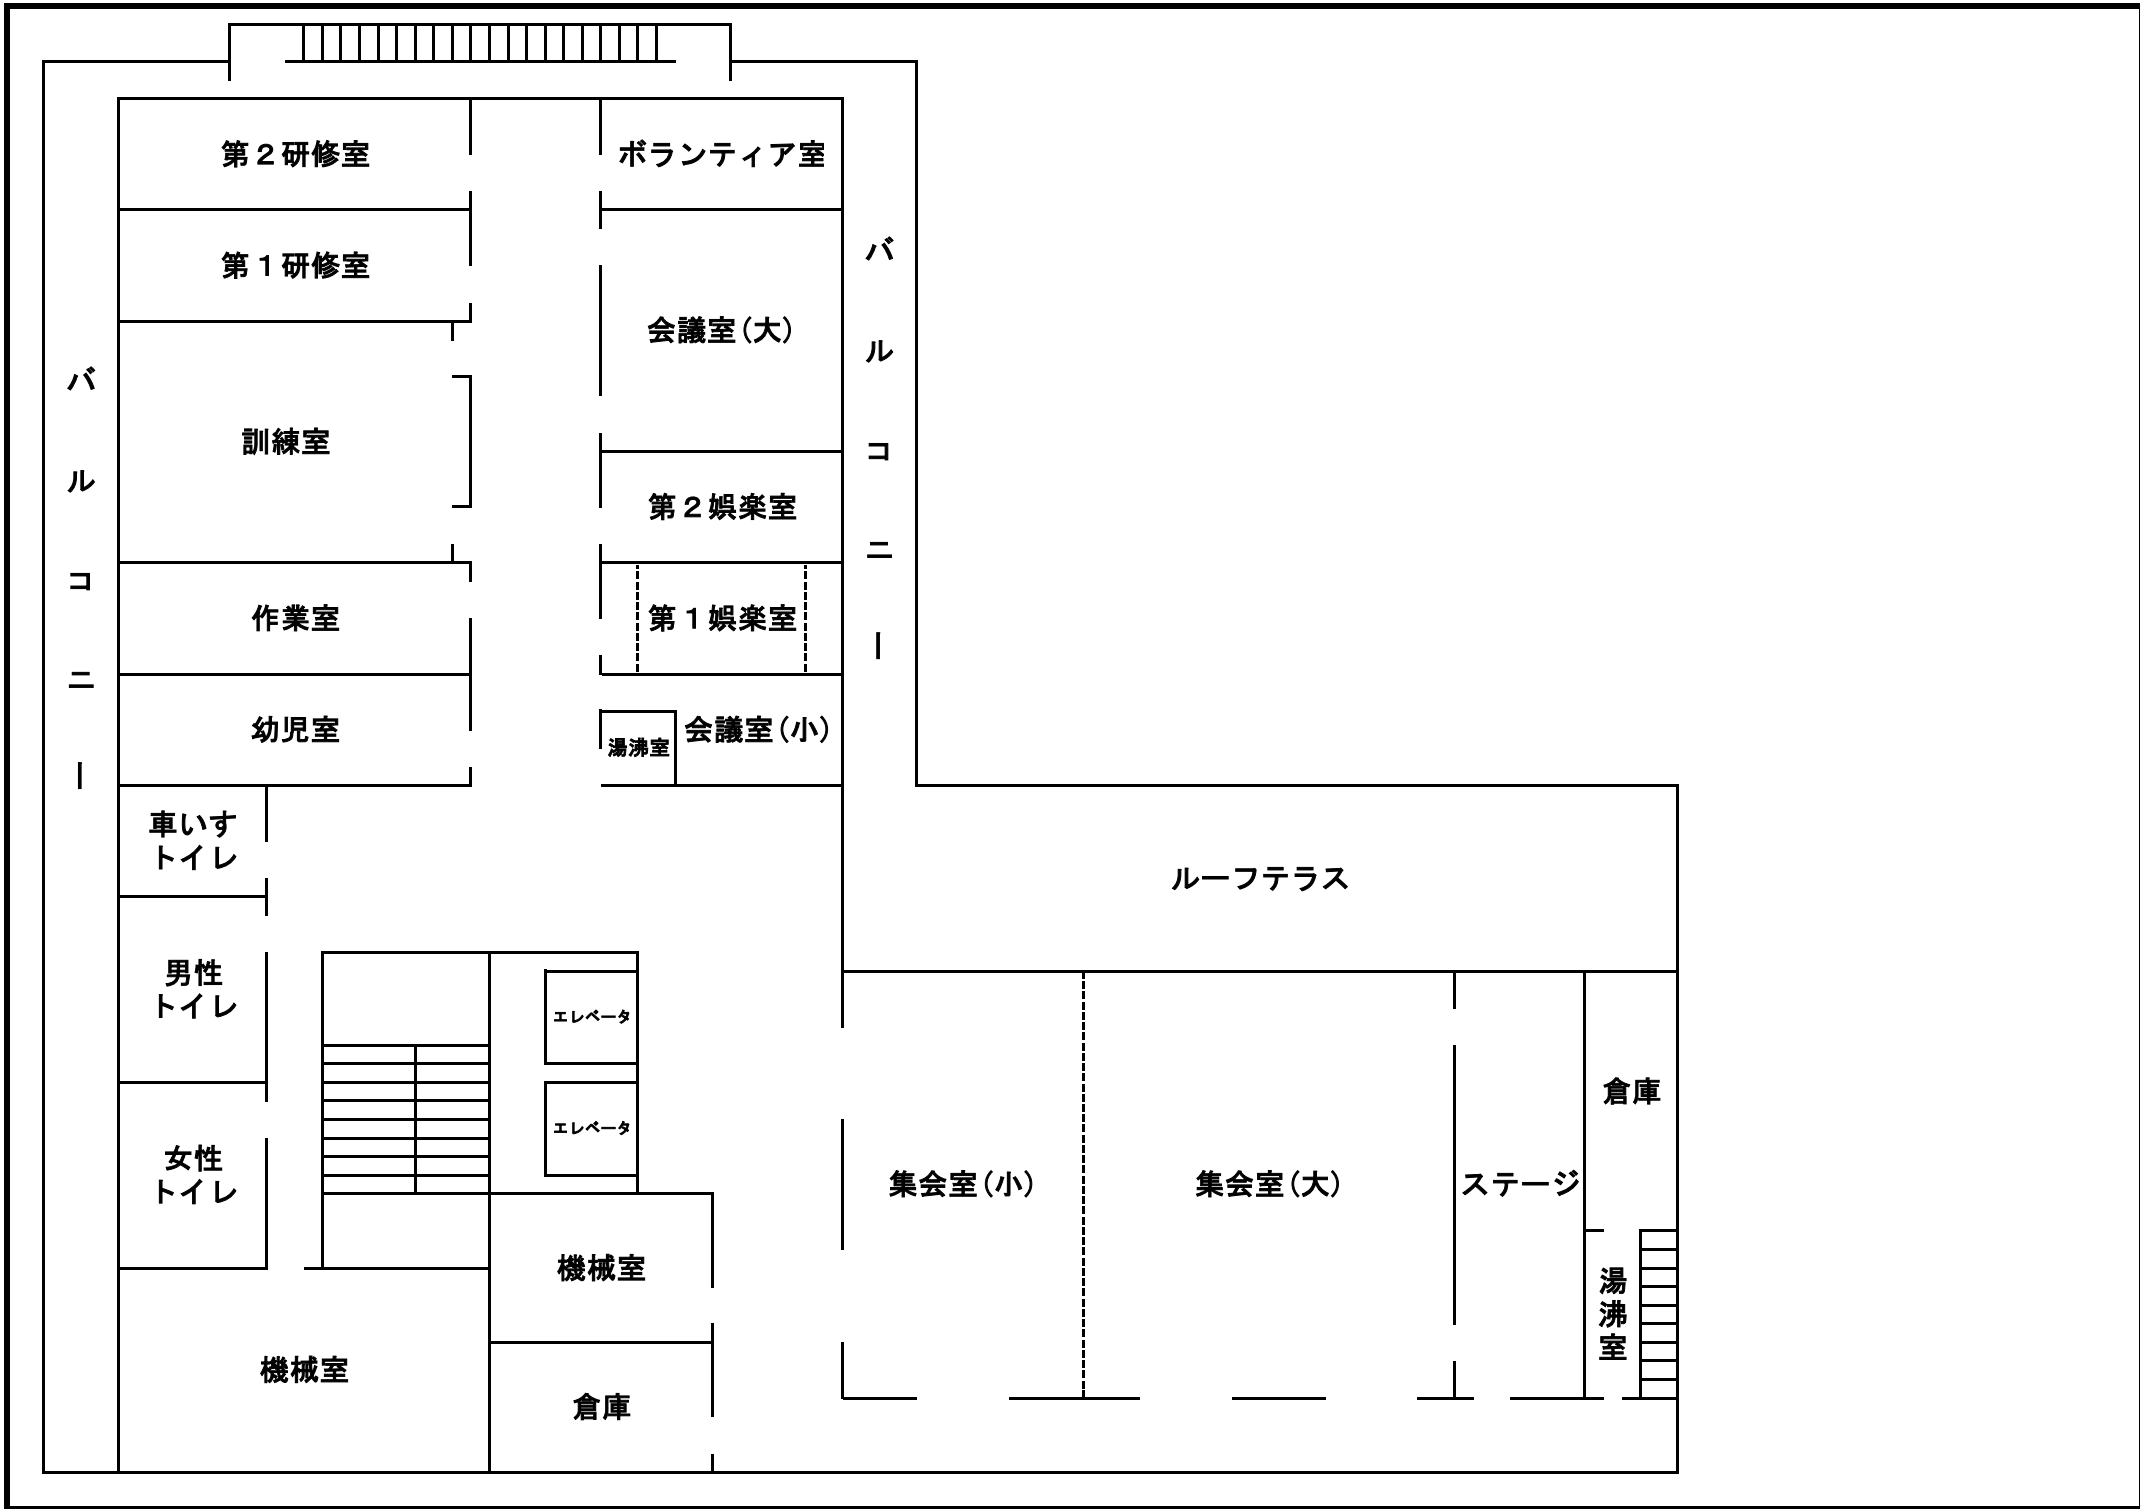 第２研修室
ボランティア室
第１研修室
会議室（大）
バルコニー
バルコニー
訓練室
第２娯楽室
作業室
第１娯楽室
幼児室
湯沸室
会議室（小）
車いす
トイレ
ルーフテラス
男性
トイレ
エレベータ
エレベータ
女性
トイレ
集会室（小）
集会室（大）
ステージ
倉庫
機械室
湯沸室
機械室
倉庫